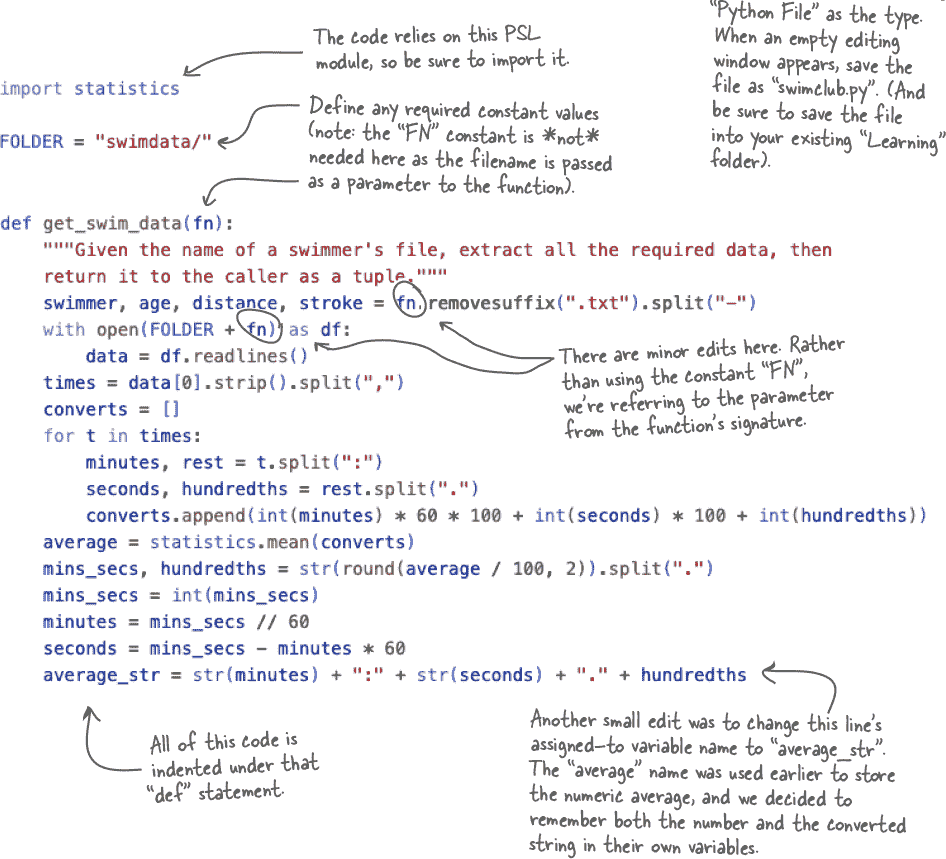 "Python File" as the type.
When an empty editing
window appears, save the
file as "swimclub.py". (And
be sure to save the file
into your existing "Learning"
folder).
The code relies on this PSL
module, so be sure to import it.
import statistics
Define any required constant values
(note: the "FN" constant is *not*
needed here as the filename is passed
as a parameter to the function).
FOLDER = "swimdata/"
def get_swim_data(fn):
    """Given the name of a swimmer's file, extract all the required data, then
    return it to the caller as a tuple."""
    swimmer, age, distance, stroke = fn.removesuffix(".txt").split("-")
    with open(FOLDER + fn) as df:
        data = df.readlines()
    times = data[0].strip().split(",")
    converts = []
    for t in times:
        minutes, rest = t.split(":")
        seconds, hundredths = rest.split(".")
        converts.append(int(minutes) * 60 * 100 + int(seconds) * 100 + int(hundredths))
    average = statistics.mean(converts)
    mins_secs, hundredths = str(round(average / 100, 2)).split(".")
    mins_secs = int(mins_secs)
    minutes = mins_secs // 60
    seconds = mins_secs - minutes * 60
    average_str = str(minutes) + ":" + str(seconds) + "." + hundredths
There are minor edits here. Rather
than using the constant "FN",
we're referring to the parameter
from the function's signature.
All of this code is
indented under that
"def" statement.
Another small edit was to change this line's
assigned-to variable name to "average_str".
The "average" name was used earlier to store
the numeric average, and we decided to
remember both the number and the converted
string in their own variables.